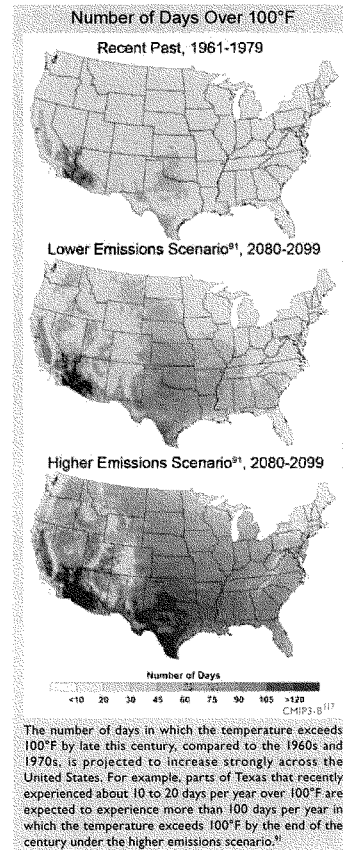 Number of Days Over 100°F
Recent Past, 1961-1979
Lower Emissions Scenario⁹¹, 2080-2099
Higher Emissions Scenario⁹¹, 2080-2099
Number of Days
<10 20 30 45 60 75 90 105 >120
CMIP3-B¹¹⁷
The number of days in which the temperature exceeds
100°F by late this century, compared to the 1960s and
1970s, is projected to increase strongly across the
United States. For example, parts of Texas that recently
experienced about 10 to 20 days per year over 100°F are
expected to experience more than 100 days per year in
which the temperature exceeds 100°F by the end of the
century under the higher emissions scenario.⁹¹